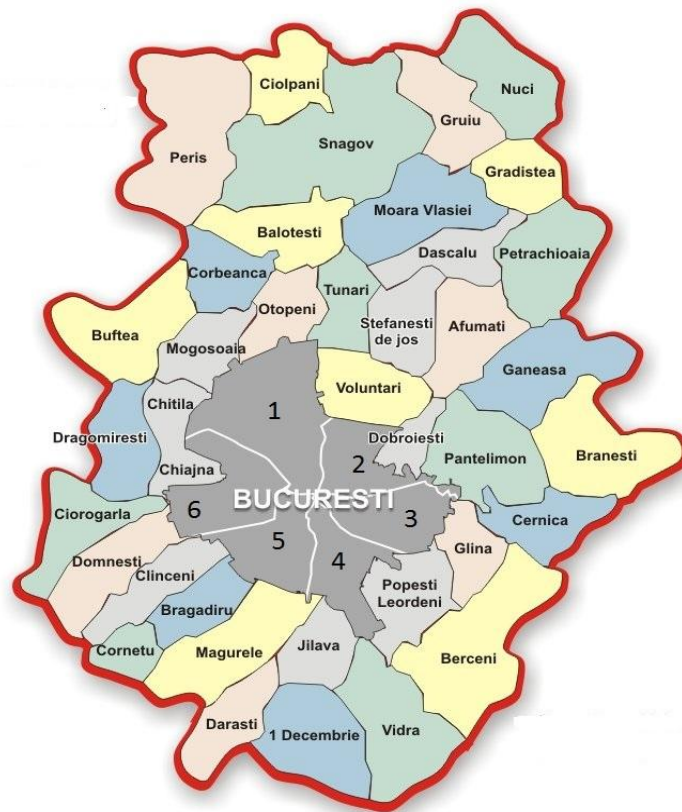 Ciolpani
Nuci
Gruiu
Snagov
Peris
Gradistea
Moara Vlasiei
Balotesti
Dascalu
Petrachioaia
Corbeanca
Tunari
Otopeni
Stefanesti
de jos
Afumati
Buftea
Mogosoaia
Ganeasa
Voluntari
Chitila
1
Dragomiresti
Dobroiesti
2
Pantelimon
Branesti
Chiajna
BUCURESTI
6
3
Ciorogarla
Cernica
5
4
Glina
Domnesti
Clinceni
Popesti
Leordeni
Bragadiru
Jilava
Cornetu
Magurele
Berceni
Darasti
1 Decembrie
Vidra